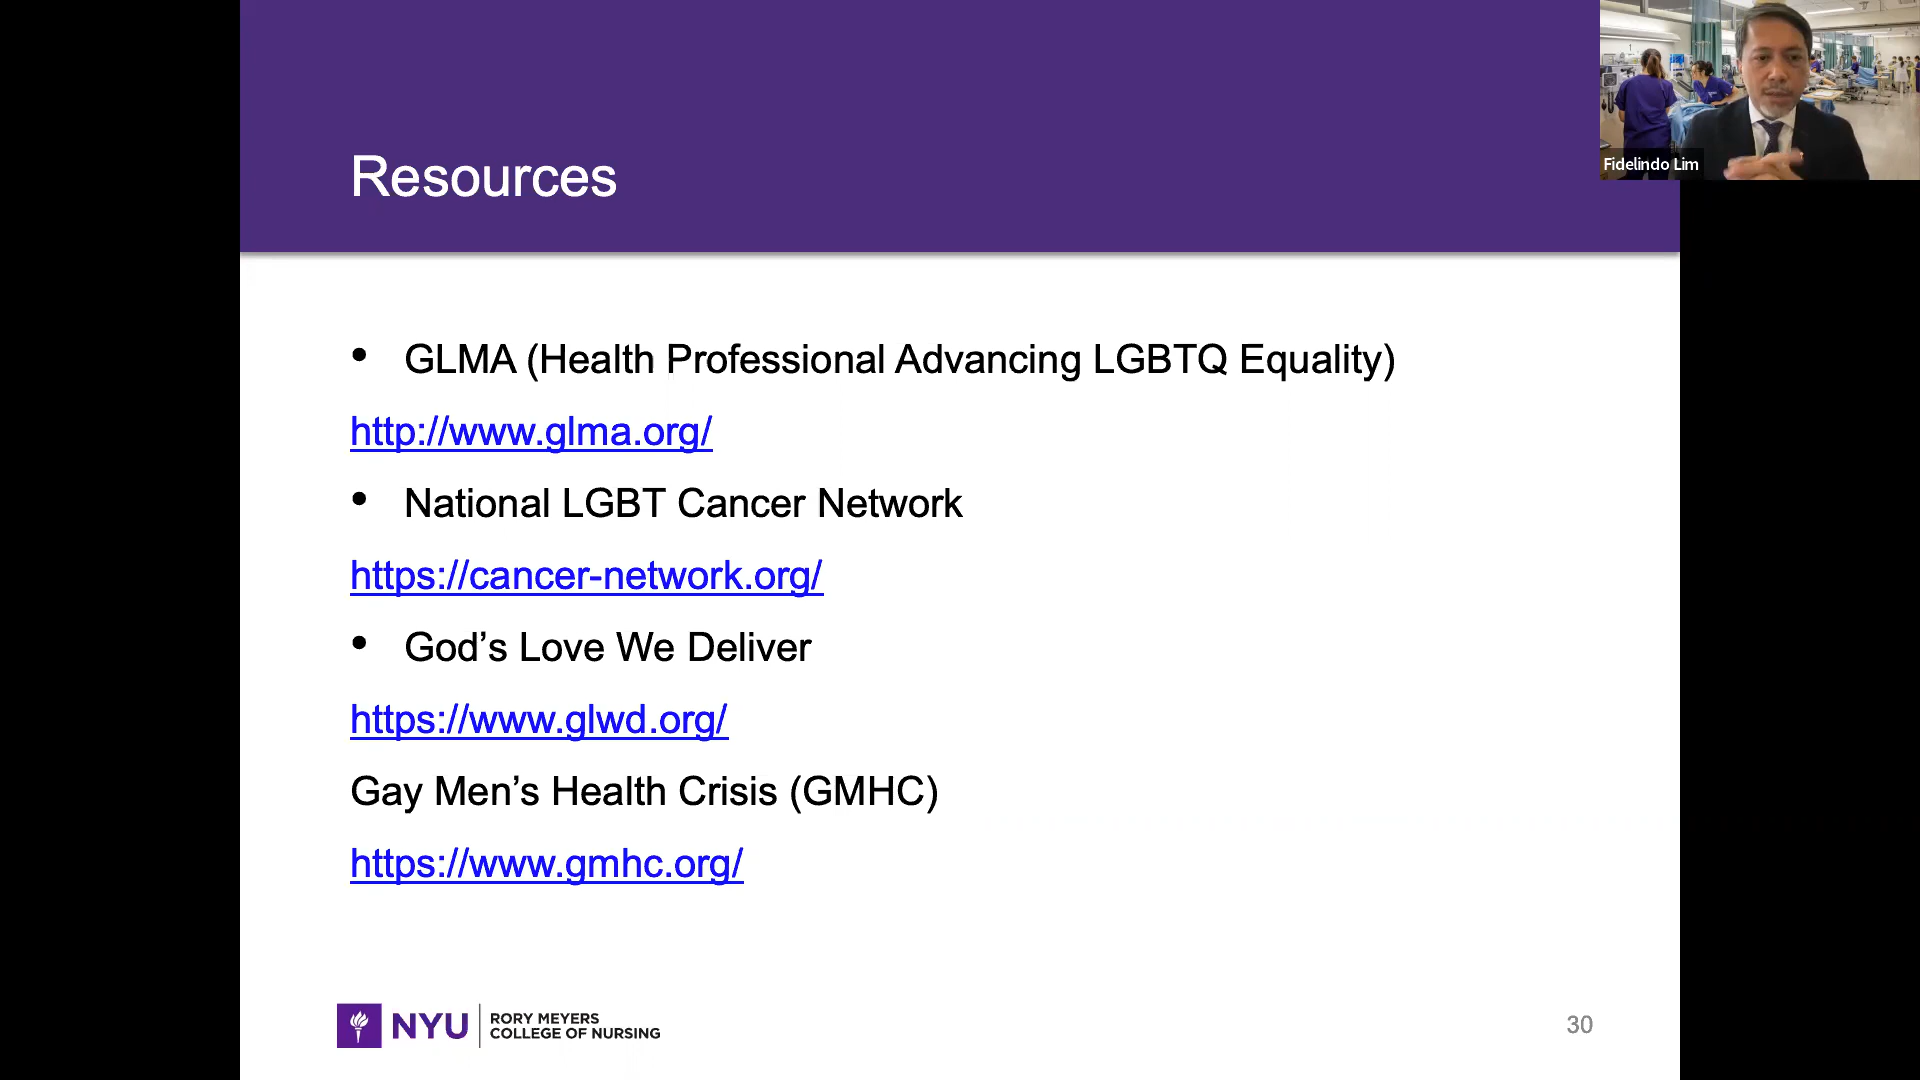 Resources
Fidelindo Lim
• GLMA (Health Professional Advancing LGBTQ Equality)
http://www.glma.org/
• National LGBT Cancer Network
https://cancer-network.org/
• God’s Love We Deliver
https://www.glwd.org/
Gay Men’s Health Crisis (GMHC)
https://www.gmhc.org/
NYU
RORY MEYERS
COLLEGE OF NURSING
30